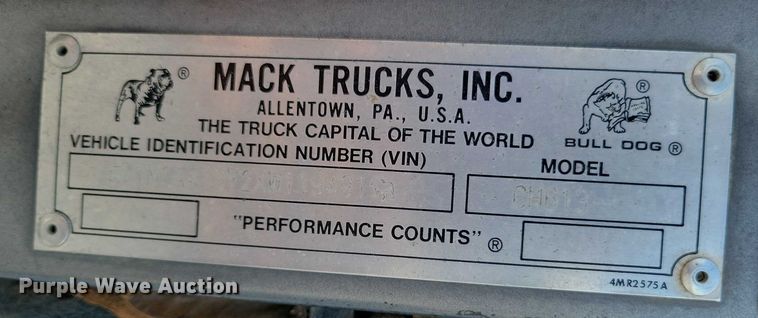 MACK TRUCKS, INC.
ALLENTOWN, PA., U.S.A.
THE TRUCK CAPITAL OF THE WORLD
BULL DOG ®
VEHICLE IDENTIFICATION NUMBER (VIN)
MODEL
CH613
"PERFORMANCE COUNTS" ®
4MR2575A
Purple Wave Auction